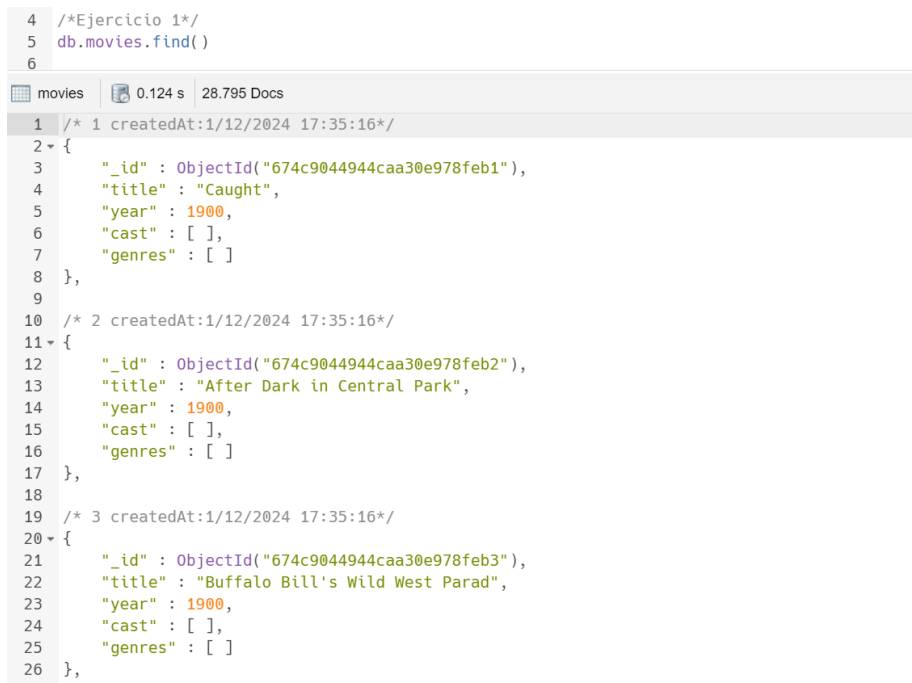 4 /*Ejercicio 1*/
5 db.movies.find()
6
movies 0.124 s 28.795 Docs
1 /* 1 createdAt:1/12/2024 17:35:16*/
2 {
3 "_id" : ObjectId("674c9044944caa30e978feb1"),
4 "title" : "Caught",
5 "year" : 1900,
6 "cast" : [ ],
7 "genres" : [ ]
8 },
9
10 /* 2 createdAt:1/12/2024 17:35:16*/
11 {
12 "_id" : ObjectId("674c9044944caa30e978feb2"),
13 "title" : "After Dark in Central Park",
14 "year" : 1900,
15 "cast" : [ ],
16 "genres" : [ ]
17 },
18
19 /* 3 createdAt:1/12/2024 17:35:16*/
20 {
21 "_id" : ObjectId("674c9044944caa30e978feb3"),
22 "title" : "Buffalo Bill's Wild West Parad",
23 "year" : 1900,
24 "cast" : [ ],
25 "genres" : [ ]
26 },